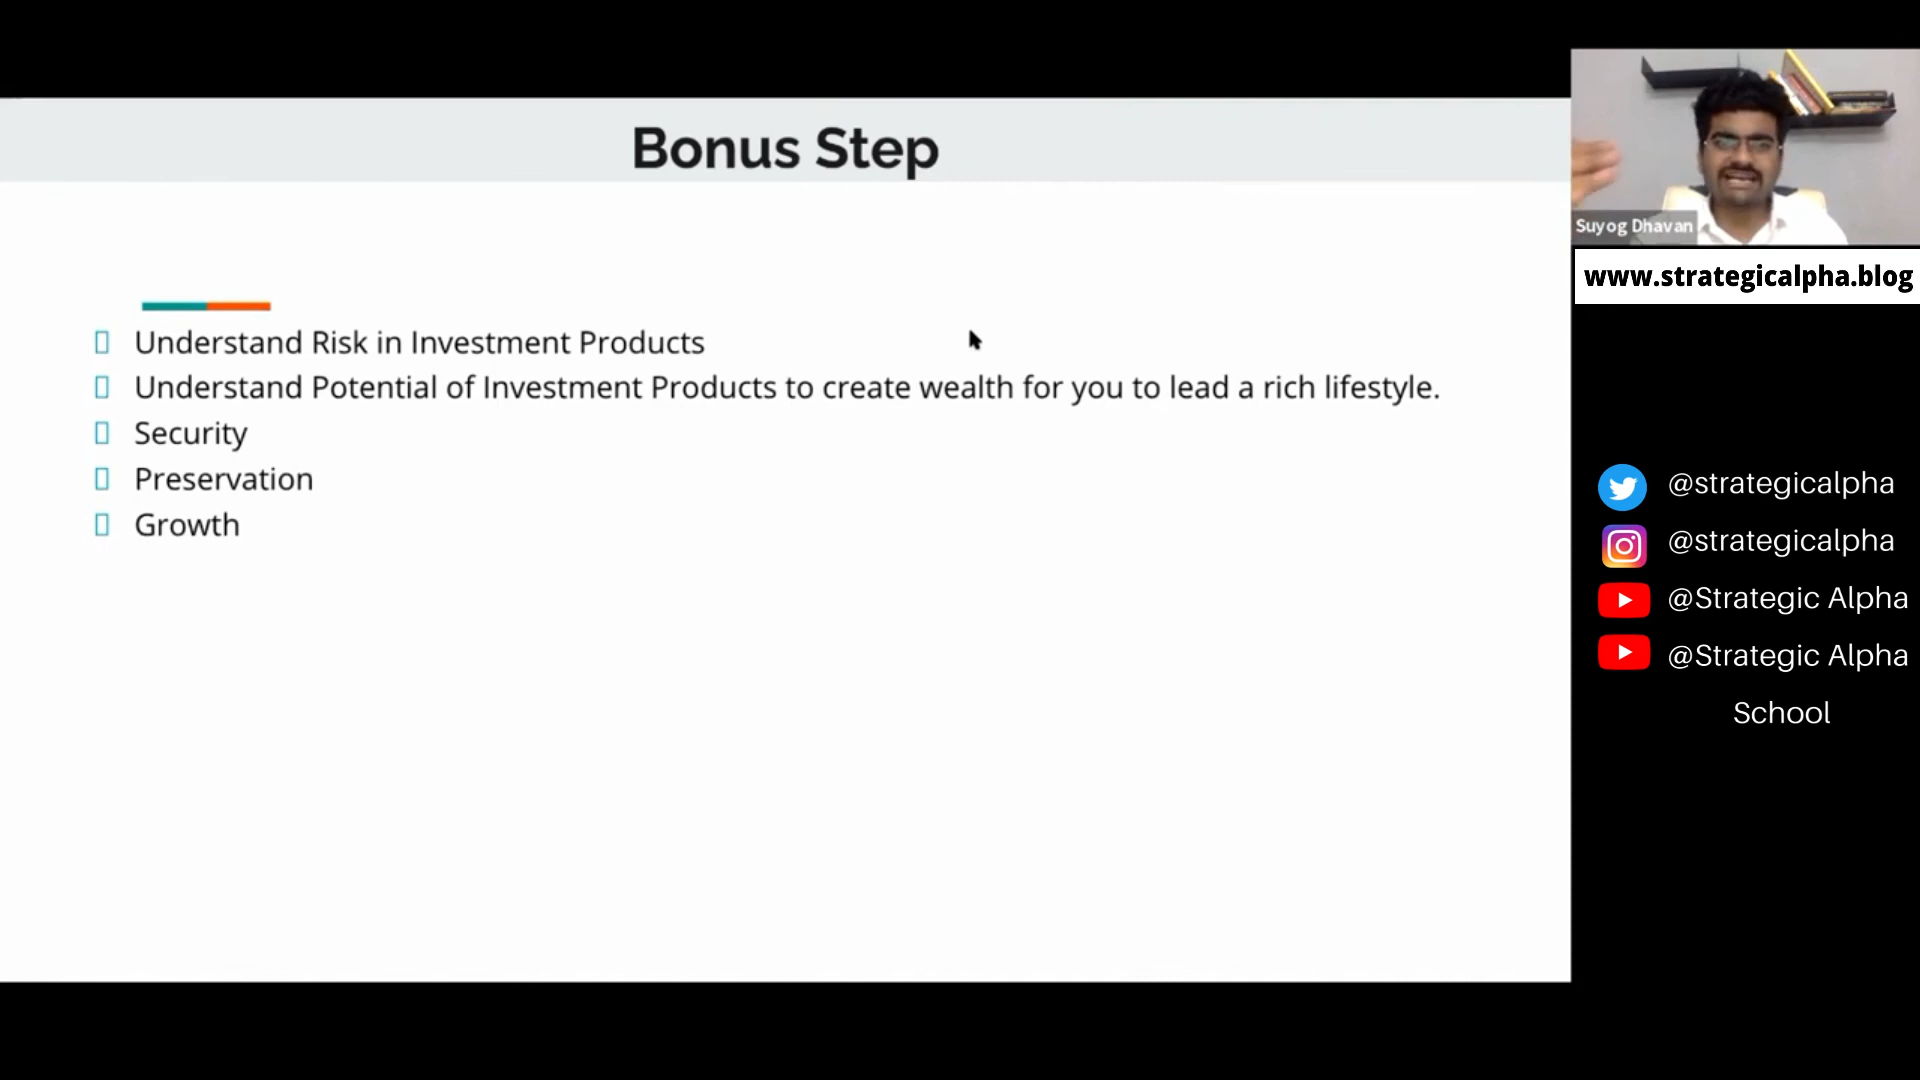 Bonus Step
Understand Risk in Investment Products
Understand Potential of Investment Products to create wealth for you to lead a rich lifestyle.
Security
Preservation
Growth
Suyog Dhavan
www.strategicalpha.blog
@strategicalpha
@strategicalpha
@Strategic Alpha
@Strategic Alpha
School